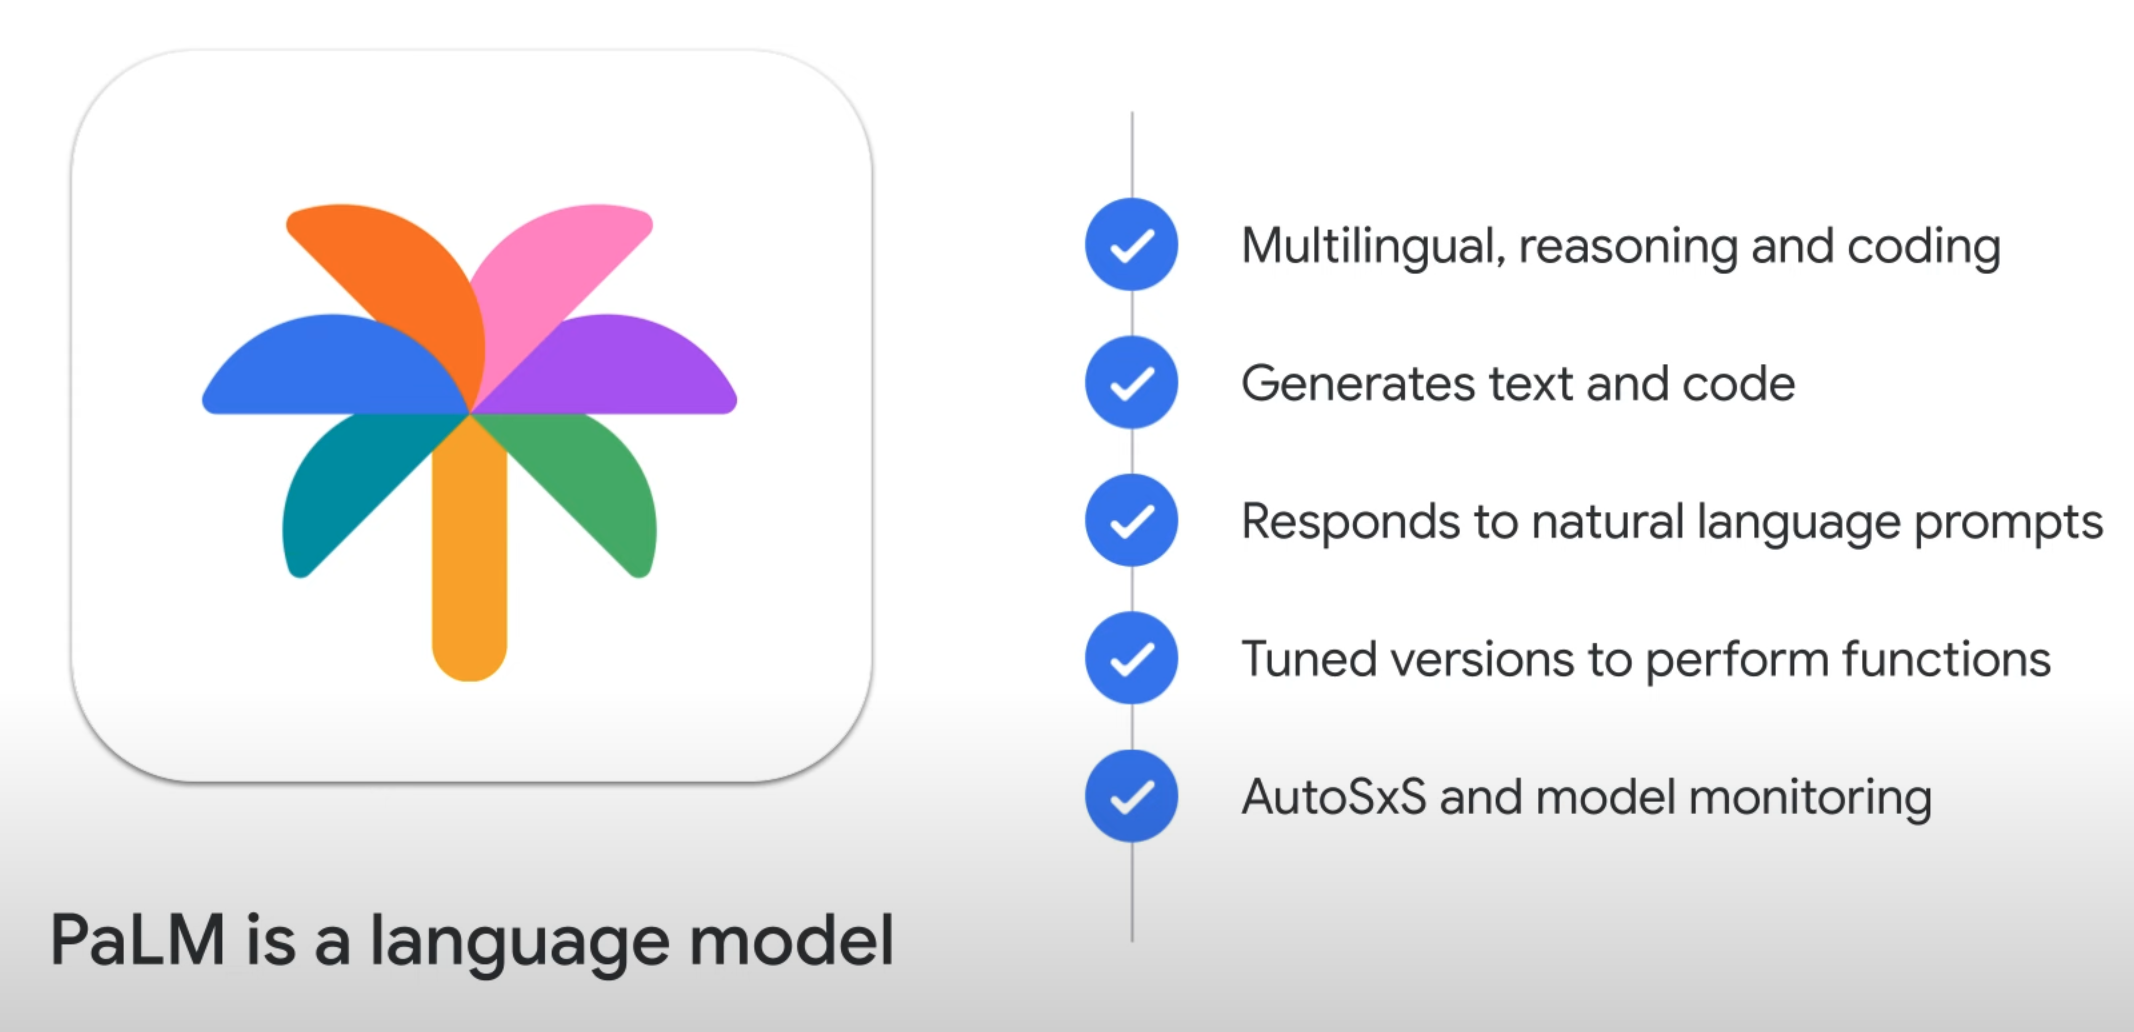 Multilingual, reasoning and coding
Generates text and code
Responds to natural language prompts
Tuned versions to perform functions
AutoSxS and model monitoring
PaLM is a language model